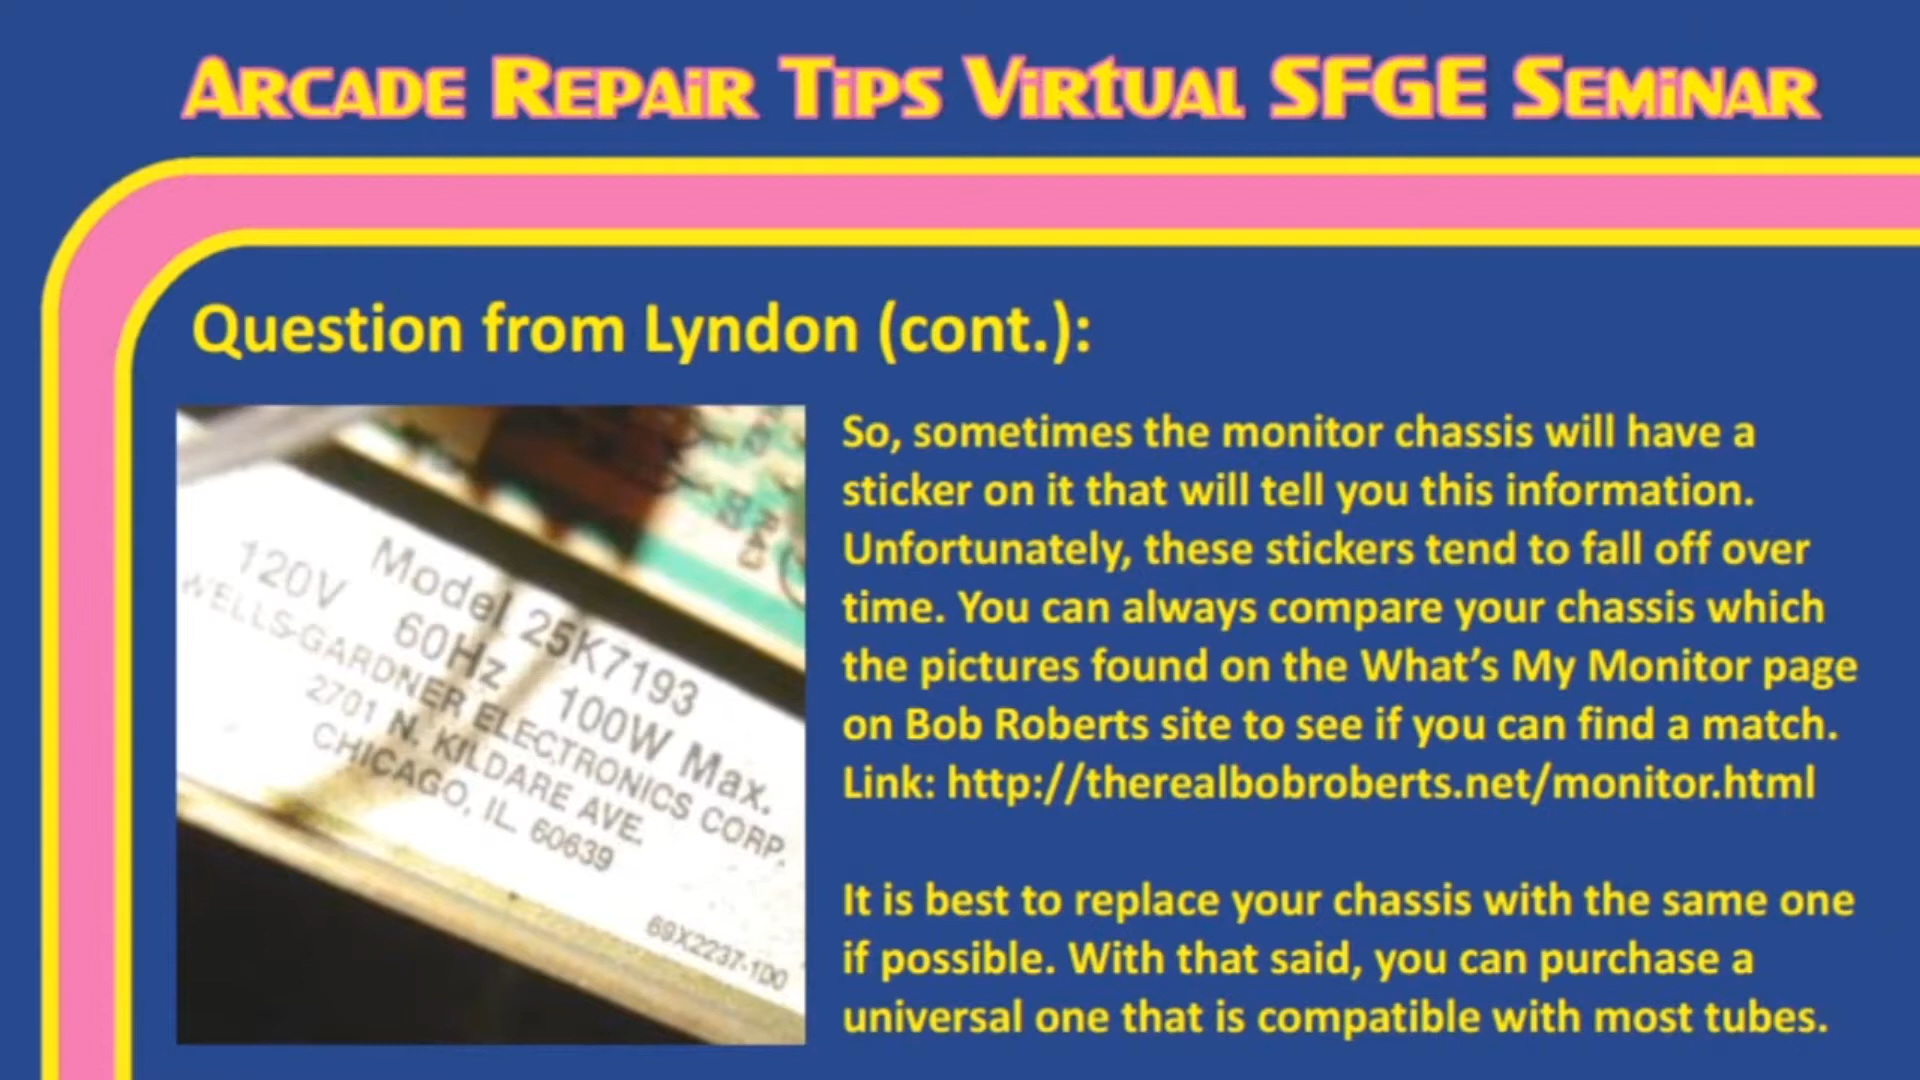 ARCADE REPAiR TiPS ViRtUAL SFGE SEMiNAR
Question from Lyndon (cont.):
Model 25K7193
120V 60Hz 100W Max.
WELLS-GARDNER ELECTRONICS CORP.
2701 N. KILDARE AVE.
CHICAGO, IL. 60639
69X2237-1D0
So, sometimes the monitor chassis will have a
sticker on it that will tell you this information.
Unfortunately, these stickers tend to fall off over
time. You can always compare your chassis which
the pictures found on the What’s My Monitor page
on Bob Roberts site to see if you can find a match.
Link: http://therealbobroberts.net/monitor.html
It is best to replace your chassis with the same one
if possible. With that said, you can purchase a
universal one that is compatible with most tubes.